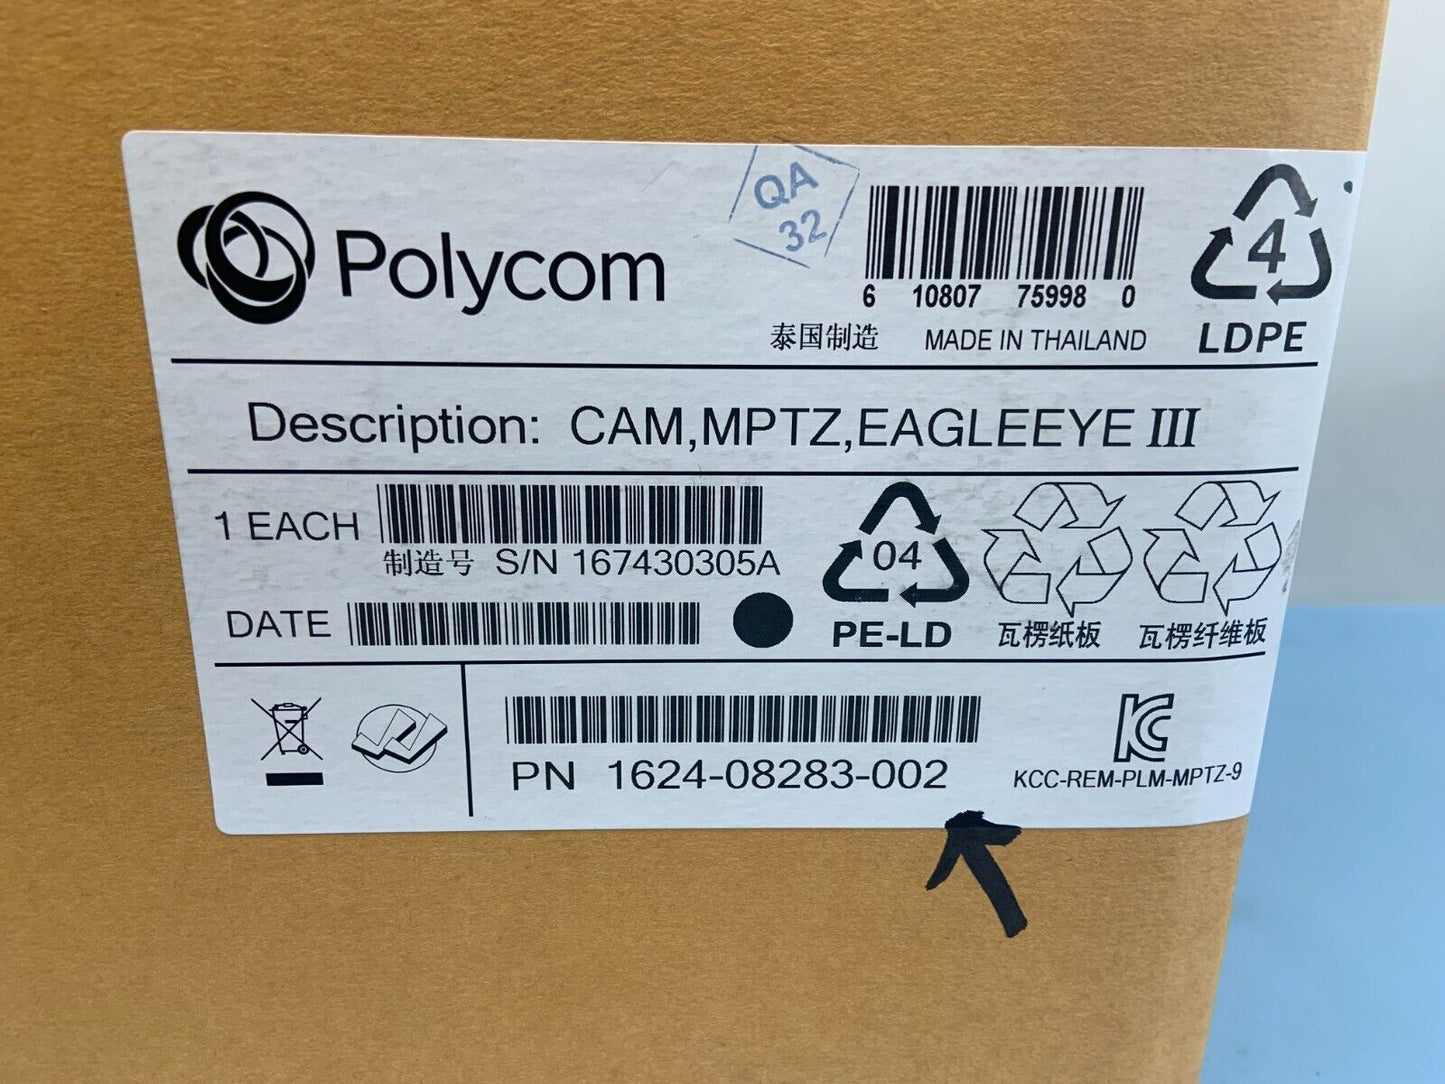 Polycom
QA
32
6 10807 75998 0
泰国制造 MADE IN THAILAND
4
LDPE
Description: CAM,MPTZ,EAGLEEYE III
1 EACH
制造号 S/N 167430305A
DATE
04
PE-LD
瓦楞纸板
瓦楞纤维板
PN 1624-08283-002
KC
KCC-REM-PLM-MPTZ-9